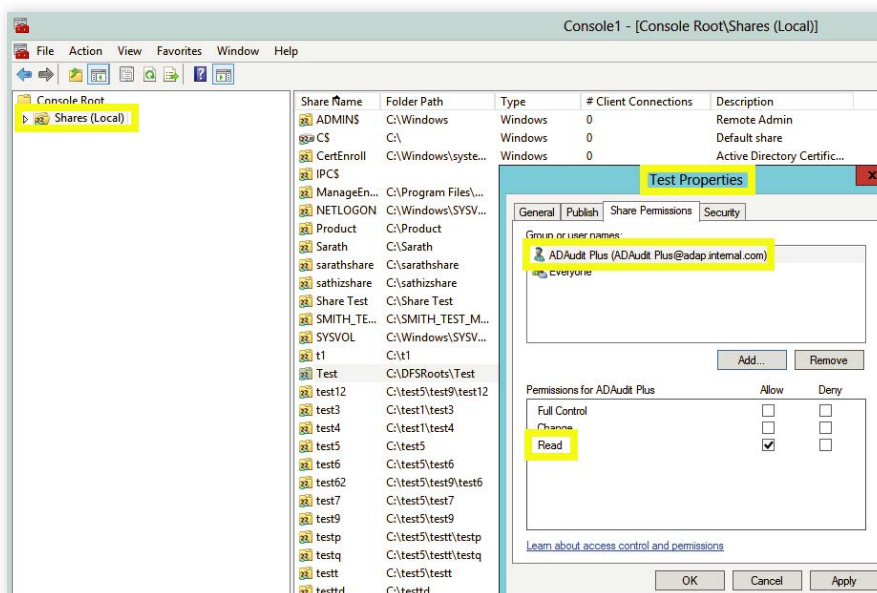 Console1 - [Console Root\Shares (Local)]
File Action View Favorites Window Help
Console Root
Shares (Local)
Share Name Folder Path Type # Client Connections Description
ADMIN$ C:\Windows Windows 0 Remote Admin
C$ C:\ Windows 0 Default share
CertEnroll C:\Windows\syste... Windows 0 Active Directory Certific...
IPC$
ManageEn... C:\Program Files\...
NETLOGON C:\Windows\SYSV...
Product C:\Product
Sarath C:\Sarath
sarathshare C:\sarathshare
sathizshare C:\sathizshare
Share Test C:\Share Test
SMITH_TE... C:\SMITH_TEST_M...
SYSVOL C:\Windows\SYSV...
t1 C:\t1
Test C:\DFSRoots\Test
test12 C:\test5\test9\test12
test3 C:\test1\test3
test4 C:\test1\test4
test5 C:\test5
test6 C:\test5\test6
test62 C:\test5\test9\test6
test7 C:\test5\test7
test9 C:\test5\test9
testp C:\test5\testt\testp
testq C:\test5\testt\testq
testt C:\test5\testt
testtd C:\testtd
Test Properties
x
General Publish Share Permissions Security
Group or user names:
ADAudit Plus (ADAudit Plus@adap.internal.com)
Everyone
Add... Remove
Permissions for ADAudit Plus Allow Deny
Full Control
Change
Read
Learn about access control and permissions
OK Cancel Apply